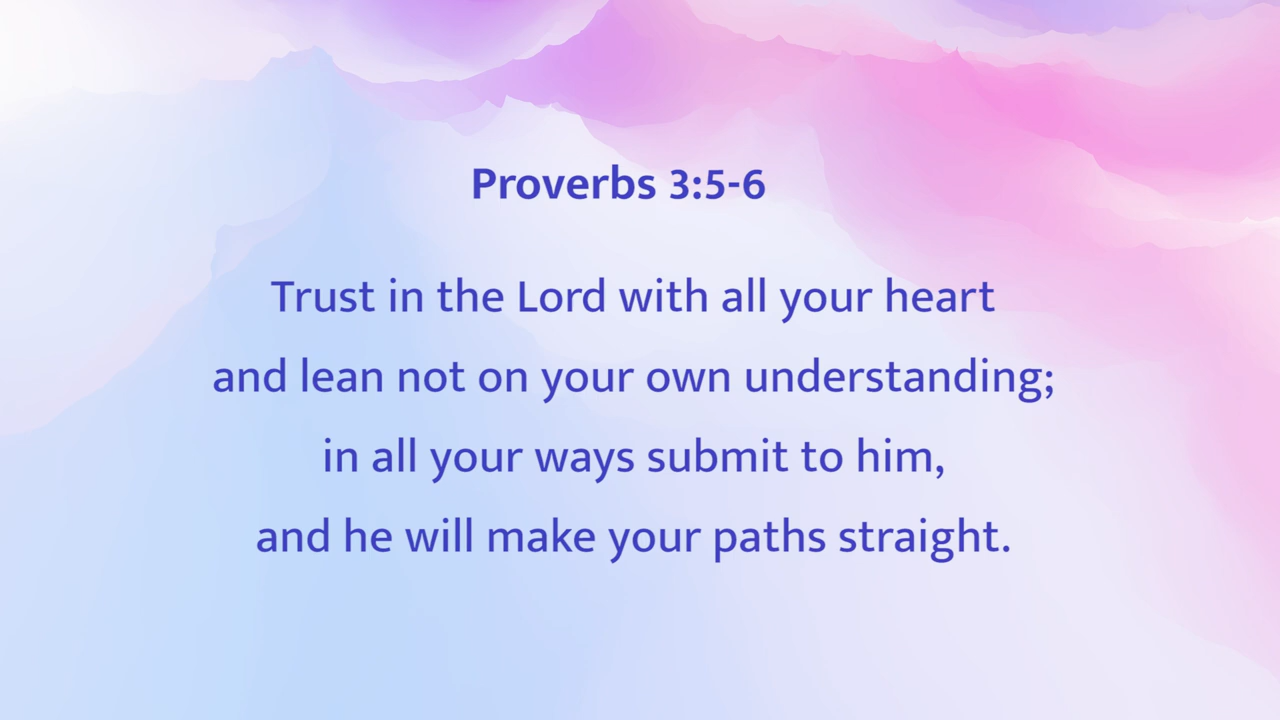 Proverbs 3:5-6
Trust in the Lord with all your heart
and lean not on your own understanding;
in all your ways submit to him,
and he will make your paths straight.